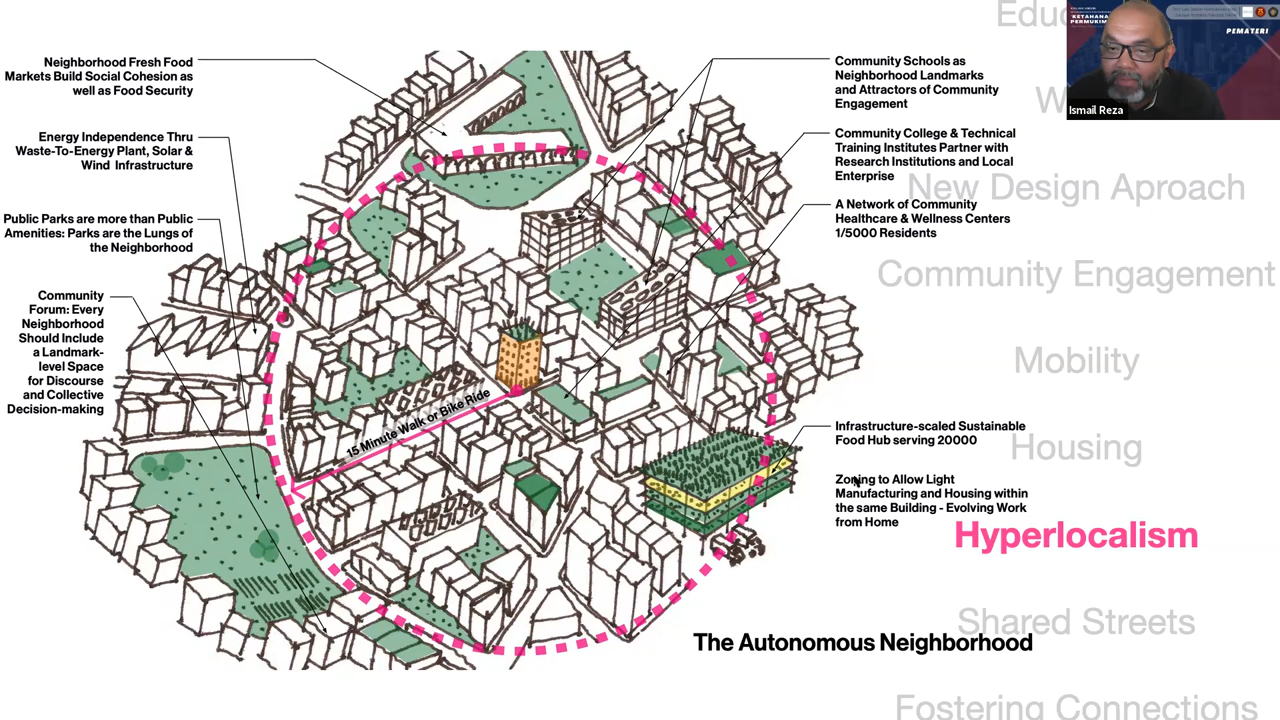 Neighborhood Fresh Food
Markets Build Social Cohesion as
well as Food Security
Energy Independence Thru
Waste-To-Energy Plant, Solar &
Wind Infrastructure
Public Parks are more than Public
Amenities: Parks are the Lungs of
the Neighborhood
Community
Forum: Every
Neighborhood
Should Include
a Landmark-
level Space
for Discourse
and Collective
Decision-making
15 Minute Walk or Bike Ride
Community Schools as
Neighborhood Landmarks
and Attractors of Community
Engagement
Community College & Technical
Training Institutes Partner with
Research Institutions and Local
Enterprise
A Network of Community
Healthcare & Wellness Centers
1/5000 Residents
Infrastructure-scaled Sustainable
Food Hub serving 20000
Zoning to Allow Light
Manufacturing and Housing within
the same Building - Evolving Work
from Home
The Autonomous Neighborhood
New Design Aproach
Community Engagement
Mobility
Housing
Hyperlocalism
Shared Streets
Fostering Connections
PEMATERI
Ismail Reza